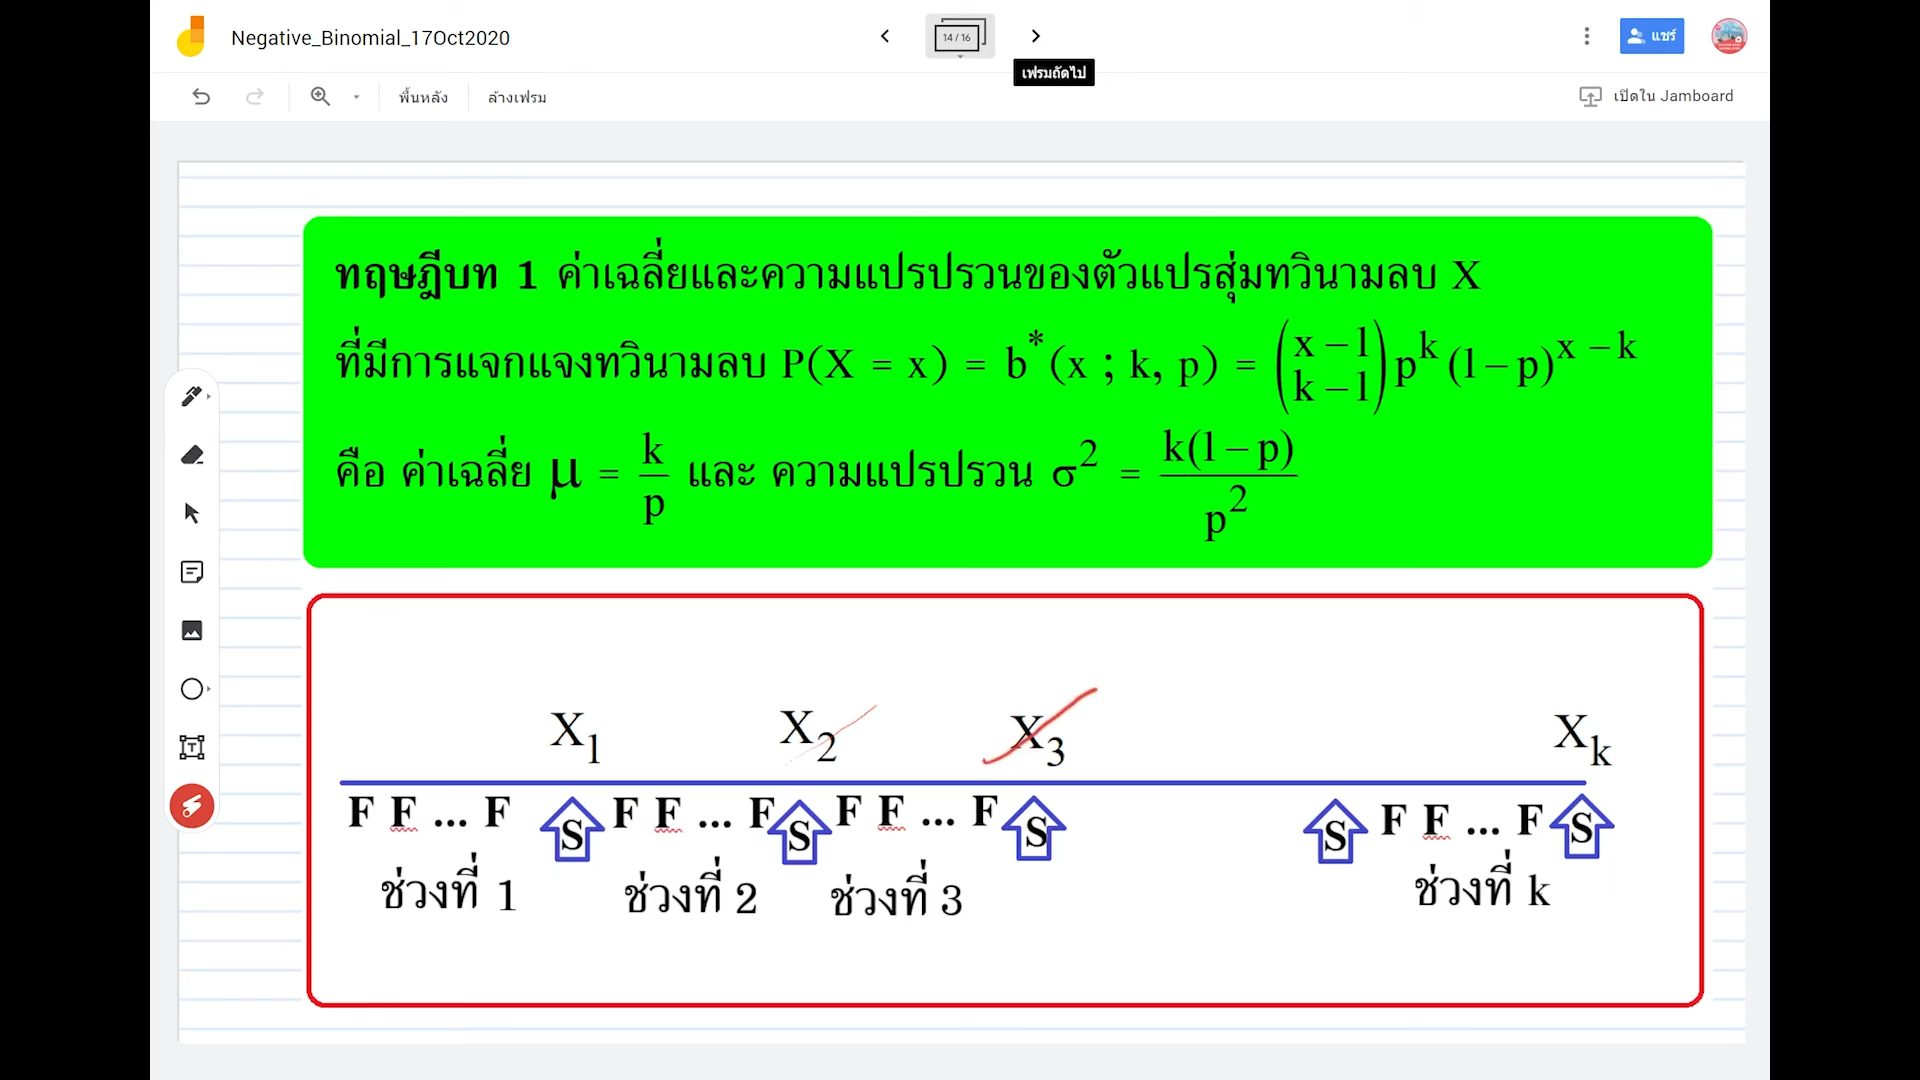 Negative_Binomial_17Oct2020
14 / 16
แชร์
เฟรมถัดไป
พื้นหลัง
ล้างเฟรม
เปิดใน Jamboard
ทฤษฎีบท 1 ค่าเฉลี่ยและความแปรปรวนของตัวแปรสุ่มทวินามลบ X
ที่มีการแจกแจงทวินามลบ P(X = x) = b*(x ; k, p) = \binom{x-1}{k-1} p^k (1-p)^{x-k}
คือ ค่าเฉลี่ย μ = \frac{k}{p} และ ความแปรปรวน σ² = \frac{k(1-p)}{p²}
X₁ X₂ X₃ Xₖ
F F ... F S F F ... F S F F ... F S S F F ... F S
ช่วงที่ 1 ช่วงที่ 2 ช่วงที่ 3 ช่วงที่ k